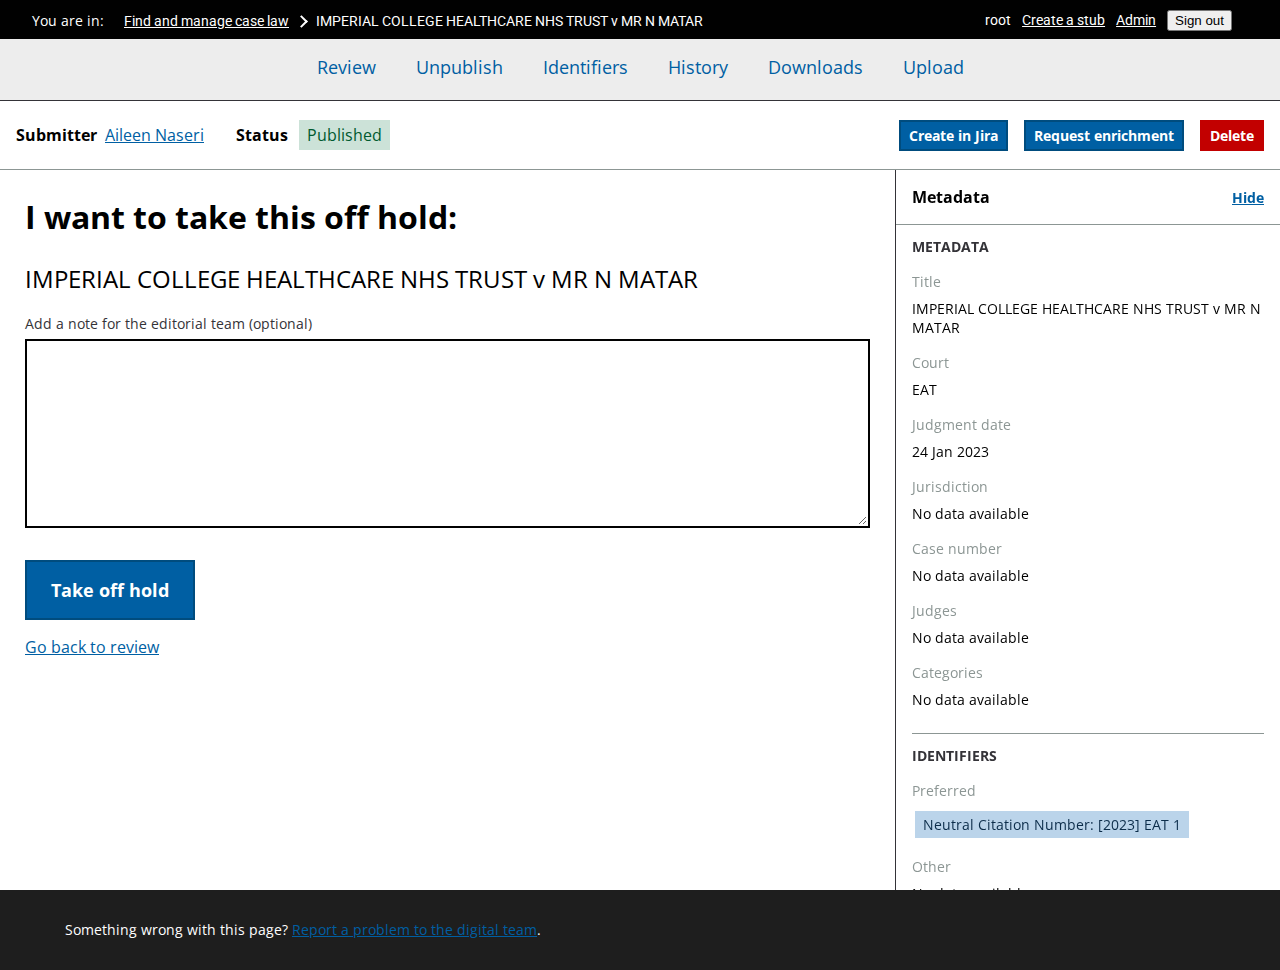 You are in: Find and manage case law IMPERIAL COLLEGE HEALTHCARE NHS TRUST v MR N MATAR root Create a stub Admin Sign out
Review Unpublish Identifiers History Downloads Upload
Submitter Aileen Naseri Status Published Create in Jira Request enrichment Delete
I want to take this off hold:
IMPERIAL COLLEGE HEALTHCARE NHS TRUST v MR N MATAR
Add a note for the editorial team (optional)
Take off hold
Go back to review
Metadata Hide
METADATA
Title
IMPERIAL COLLEGE HEALTHCARE NHS TRUST v MR N
MATAR
Court
EAT
Judgment date
24 Jan 2023
Jurisdiction
No data available
Case number
No data available
Judges
No data available
Categories
No data available
IDENTIFIERS
Preferred
Neutral Citation Number: [2023] EAT 1
Other
Something wrong with this page? Report a problem to the digital team.